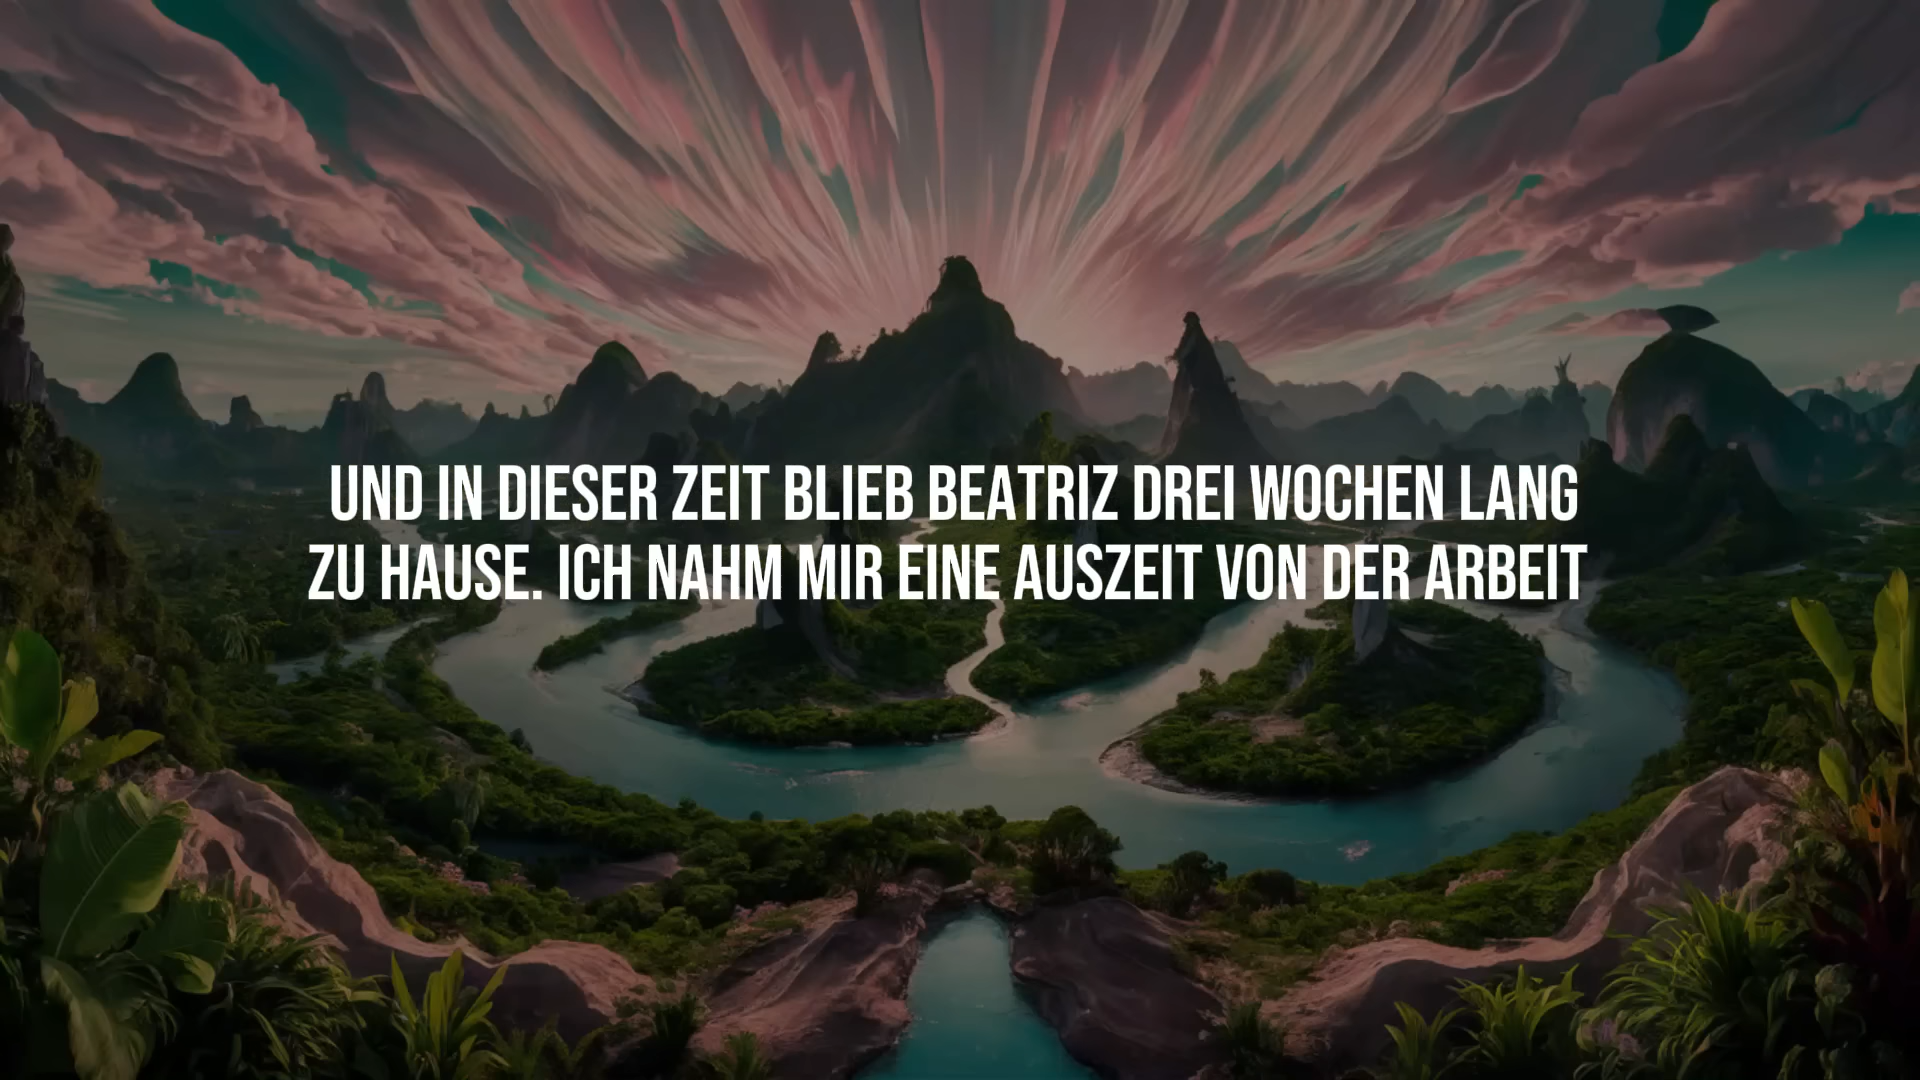 UND IN DIESER ZEIT BLIEB BEATRIZ DREI WOCHEN LANG
ZU HAUSE. ICH NAHM MIR EINE AUSZEIT VON DER ARBEIT